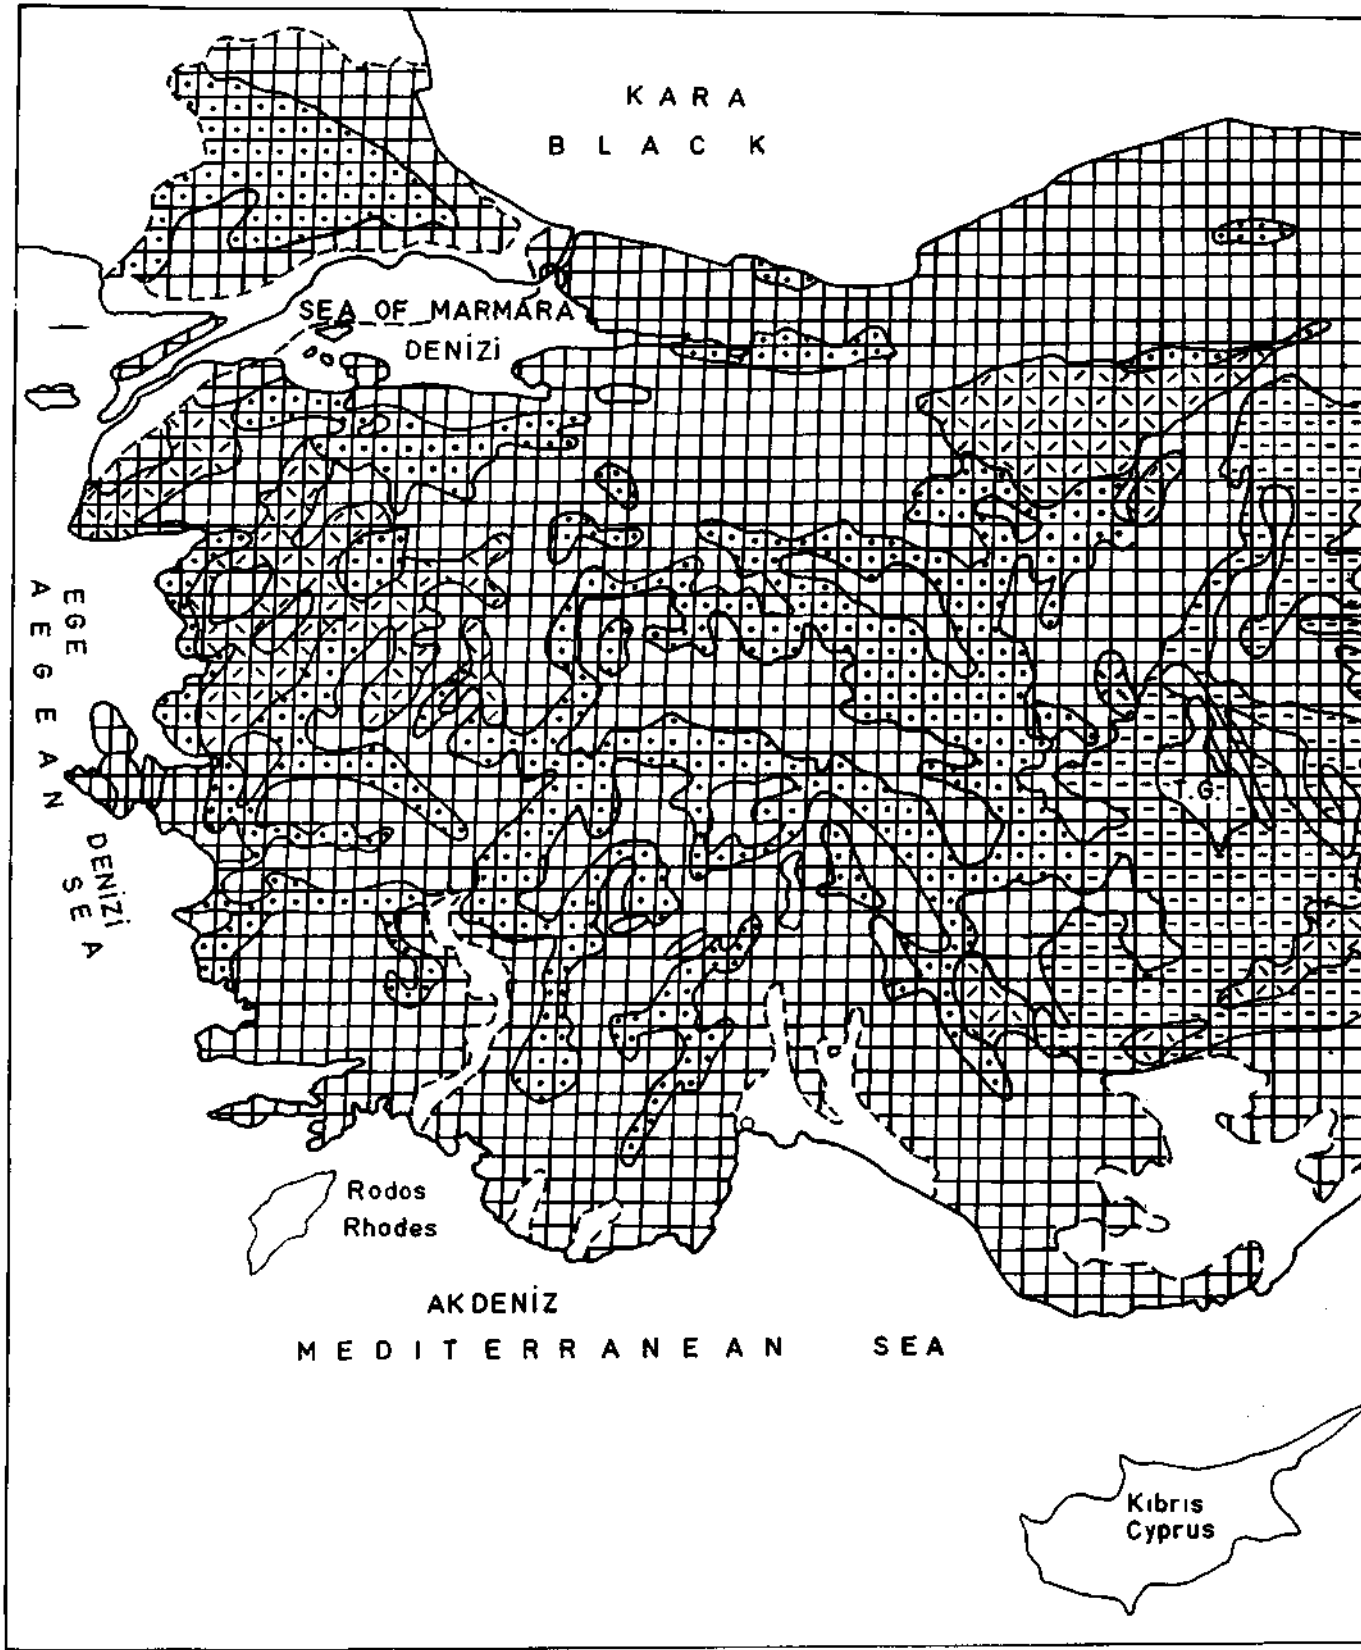 KARA
BLACK
SEA OF MARMARA
DENİZİ
EGE DENİZİ
AEGEAN SEA
T.G.
Rodos
Rhodes
AKDENİZ
MEDITERRANEAN SEA
Kıbrıs
Cyprus